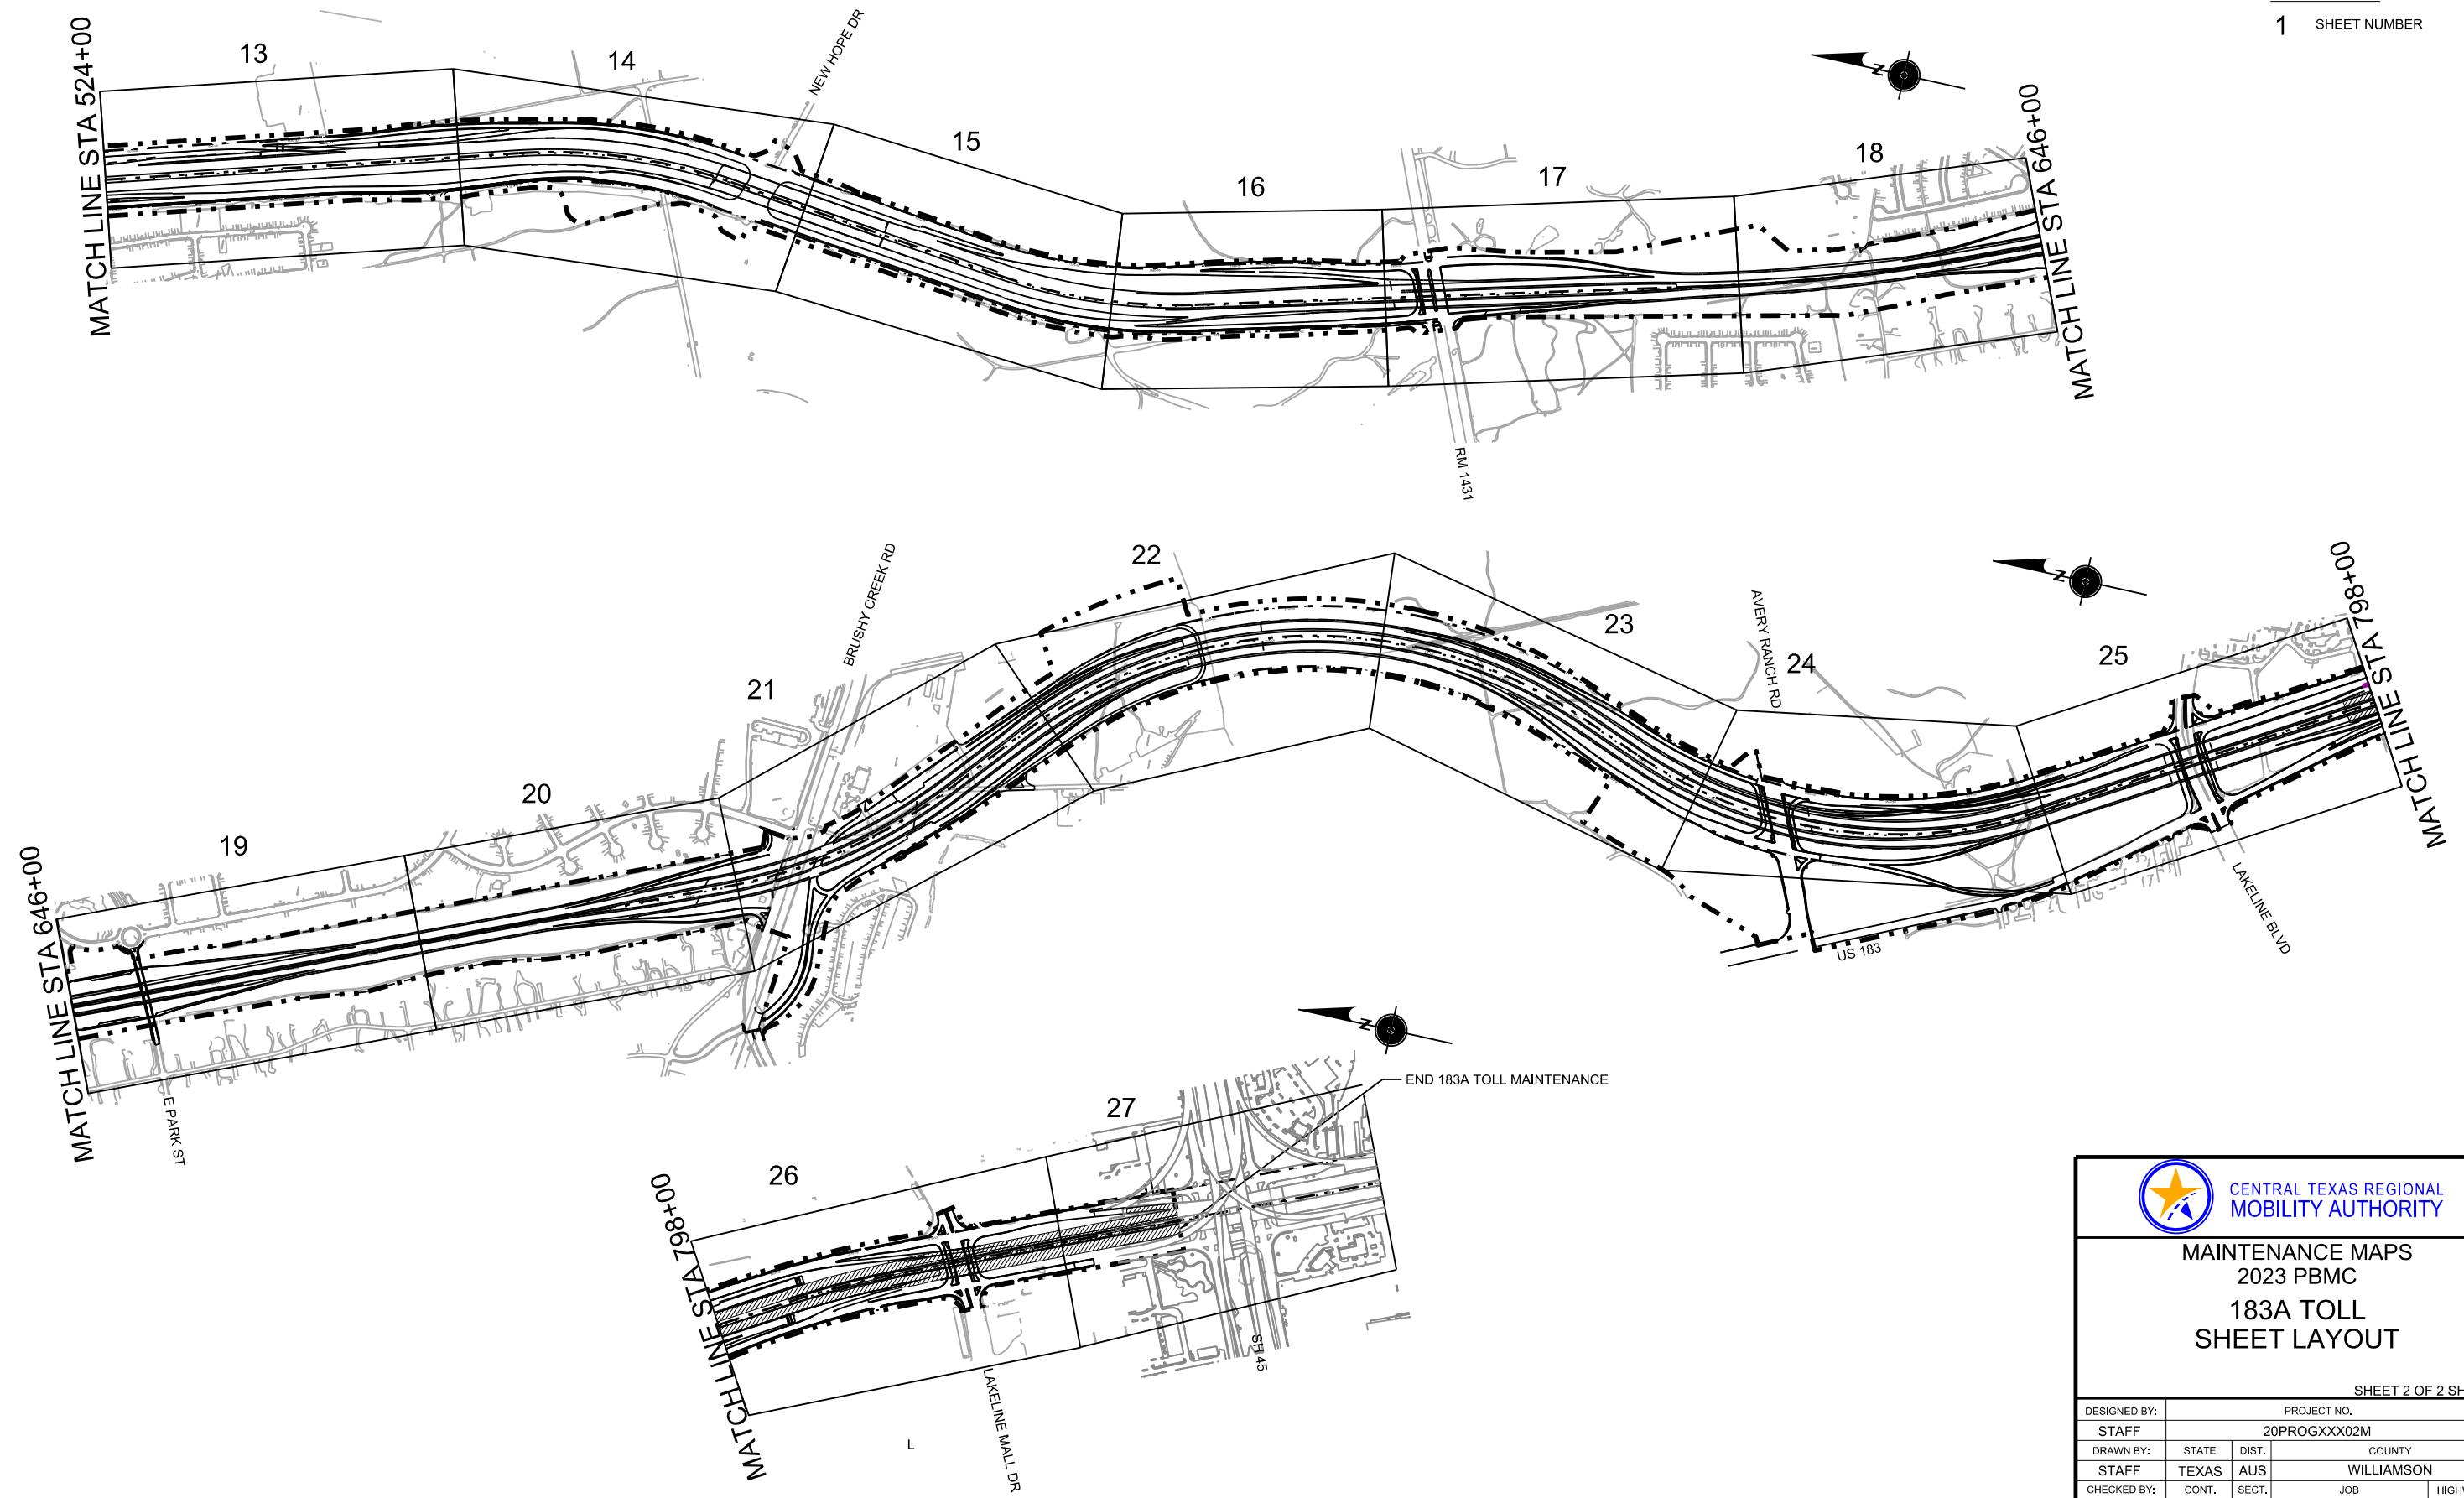 1 SHEET NUMBER
MATCH LINE STA 524+00
13
14
NEW HOPE DR
15
16
RM 1431
17
18
N
MATCH LINE STA 646+00
MATCH LINE STA 646+00
19
E PARK ST
20
21
BRUSHY CREEK RD
22
23
AVERY RANCH RD
24
US 183
25
LAKELINE BLVD
N
MATCH LINE STA 798+00
MATCH LINE STA 798+00
26
LAKELINE MALL DR
27
SH 45
N
END 183A TOLL MAINTENANCE
L
CENTRAL TEXAS REGIONAL
MOBILITY AUTHORITY
MAINTENANCE MAPS
2023 PBMC
183A TOLL
SHEET LAYOUT
SHEET 2 OF 2 SH
DESIGNED BY: PROJECT NO.
STAFF 20PROGXXX02M
DRAWN BY: STATE DIST. COUNTY
STAFF TEXAS AUS WILLIAMSON
CHECKED BY: CONT. SECT. JOB HIGH